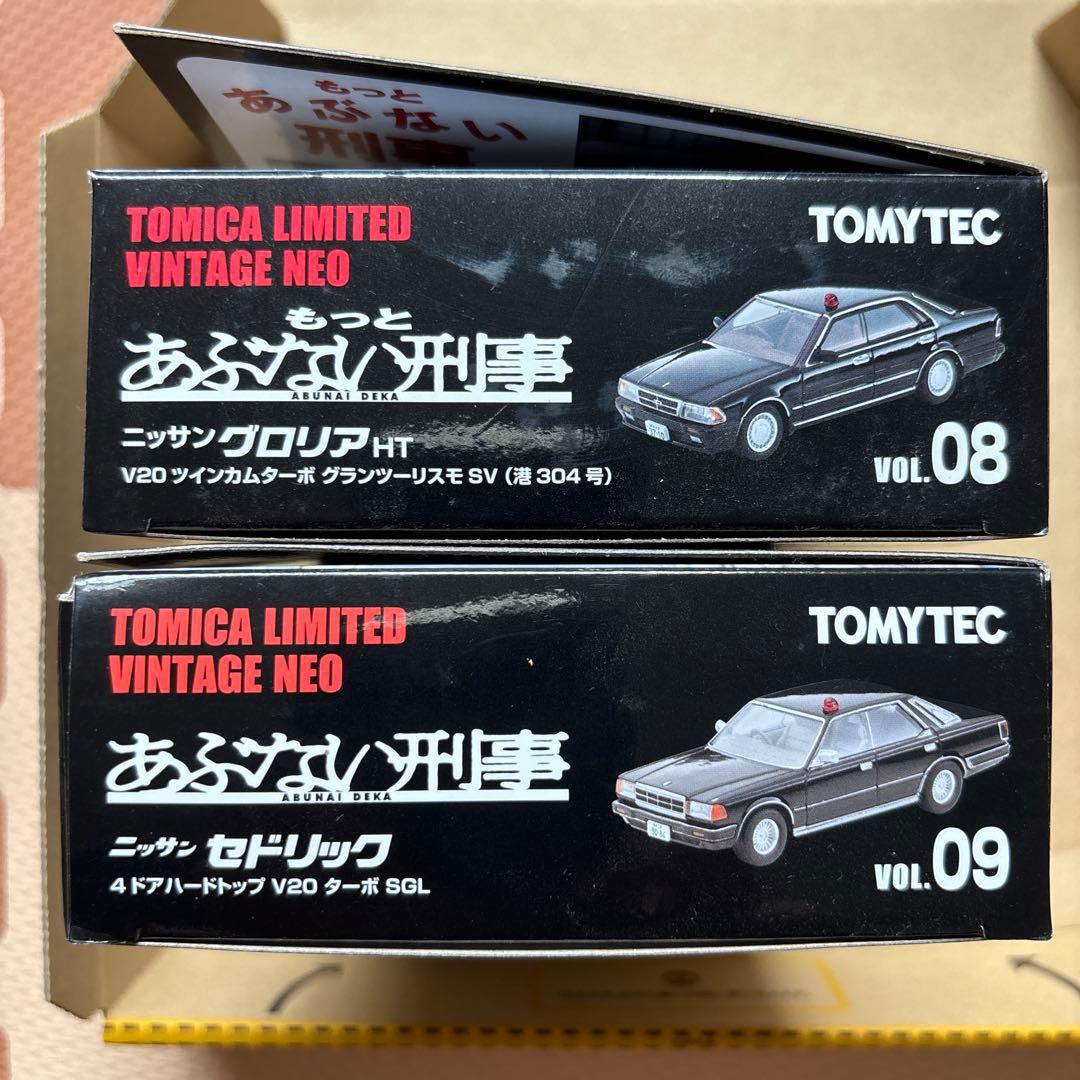 もっと
あぶない
刑事
TOMICA LIMITED
VINTAGE NEO
TOMYTEC
もっと
あぶない刑事
ABUNAI DEKA
ニッサン グロリア HT
V20 ツインカムターボ グランツーリスモ SV (港304号)
VOL.08
TOMICA LIMITED
VINTAGE NEO
TOMYTEC
あぶない刑事
ABUNAI DEKA
ニッサン セドリック
4ドアハードトップ V20 ターボ SGL
VOL.09